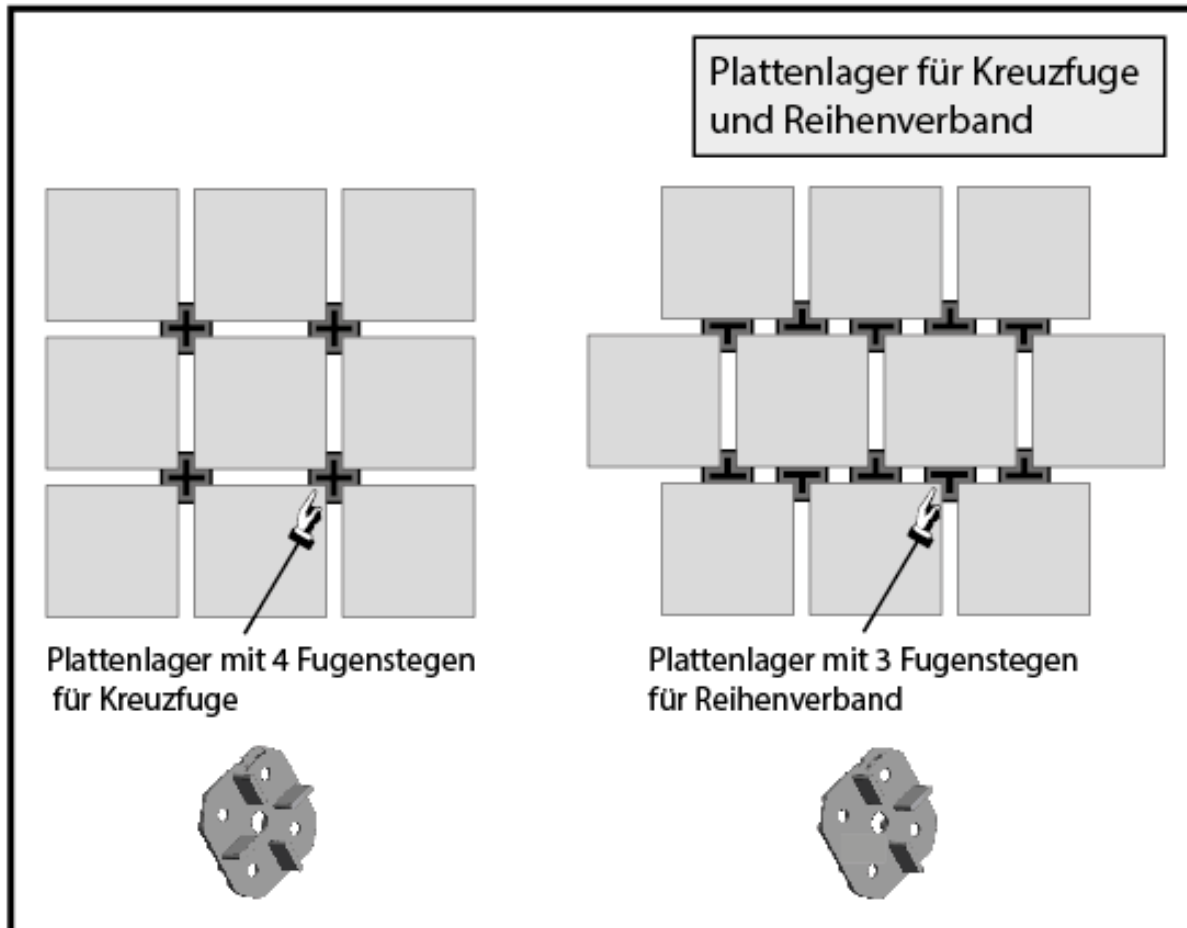 Plattenlager für Kreuzfuge
und Reihenverband
Plattenlager mit 4 Fugenstegen
für Kreuzfuge
Plattenlager mit 3 Fugenstegen
für Reihenverband